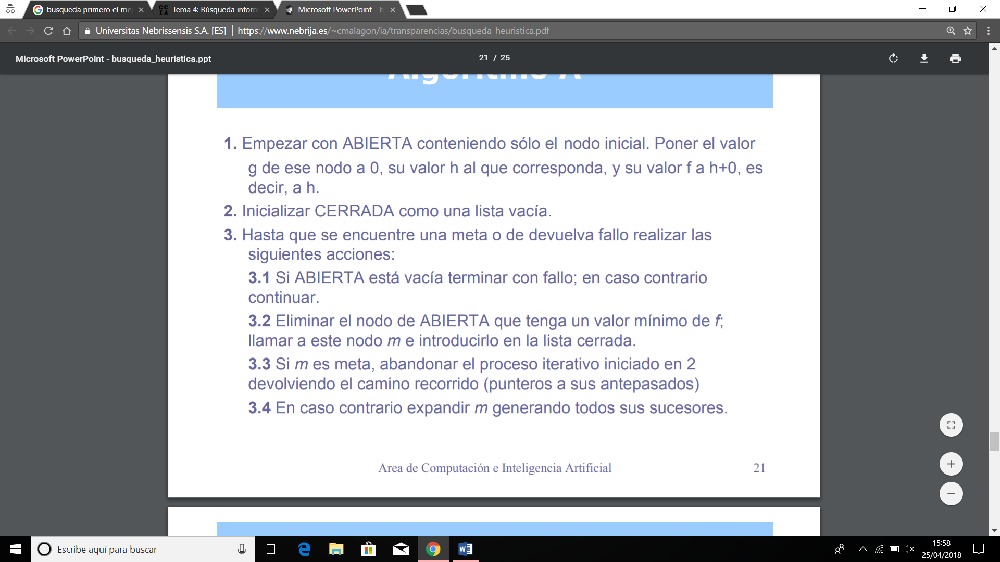 busqueda primero el me
Tema 4: Búsqueda inform
Microsoft PowerPoint - b
Universitas Nebrissensis S.A. [ES]
https://www.nebrija.es/~cmalagon/ia/transparencias/busqueda_heuristica.pdf
Microsoft PowerPoint - busqueda_heuristica.ppt
21 / 25
Algoritmo A
1. Empezar con ABIERTA conteniendo sólo el nodo inicial. Poner el valor
g de ese nodo a 0, su valor h al que corresponda, y su valor f a h+0, es
decir, a h.
2. Inicializar CERRADA como una lista vacía.
3. Hasta que se encuentre una meta o de devuelva fallo realizar las
siguientes acciones:
3.1 Si ABIERTA está vacía terminar con fallo; en caso contrario
continuar.
3.2 Eliminar el nodo de ABIERTA que tenga un valor mínimo de f;
llamar a este nodo m e introducirlo en la lista cerrada.
3.3 Si m es meta, abandonar el proceso iterativo iniciado en 2
devolviendo el camino recorrido (punteros a sus antepasados)
3.4 En caso contrario expandir m generando todos sus sucesores.
Area de Computación e Inteligencia Artificial
21
Escribe aquí para buscar
15:58
25/04/2018